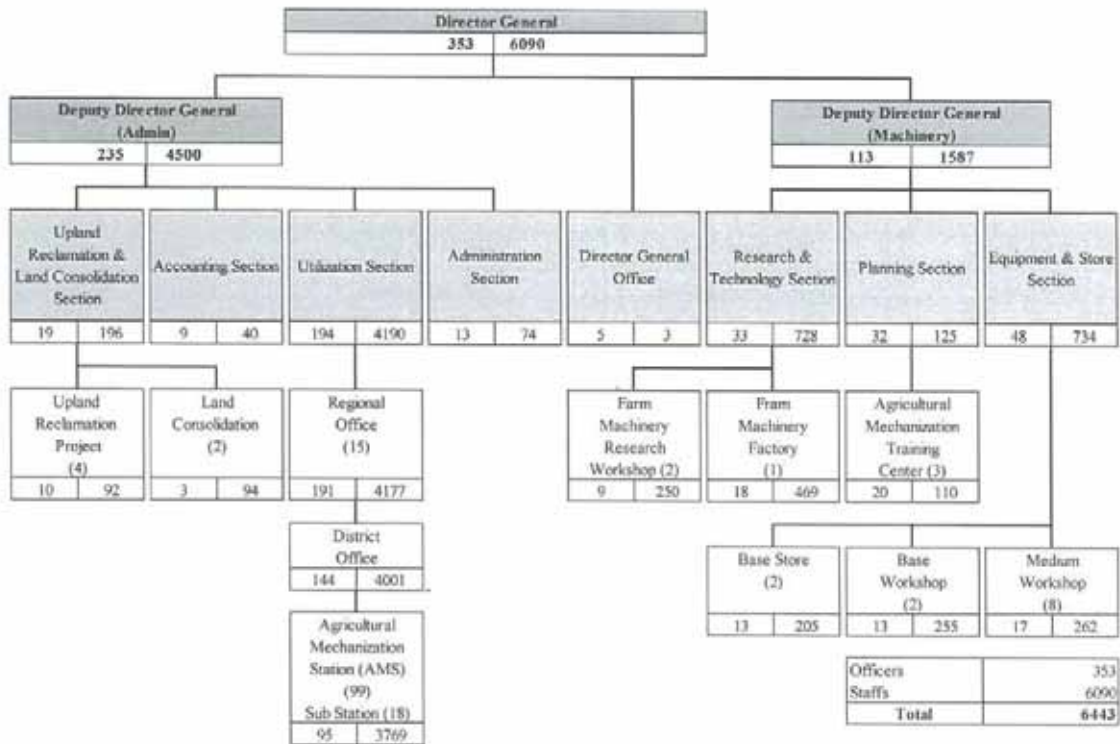 Director General
353 6090
Deputy Director General
(Admin)
235 4500
Deputy Director General
(Machinery)
113 1587
Upland
Reclamation &
Land Consolidation
Section
19 196
Accounting Section
9 40
Utilization Section
194 4190
Administration
Section
13 74
Director General
Office
5 3
Research &
Technology Section
33 728
Planning Section
32 125
Equipment & Store
Section
48 734
Upland
Reclamation
Project
(4)
10 92
Land
Consolidation
(2)
3 94
Regional
Office
(15)
191 4177
Farm
Machinery
Research
Workshop (2)
9 250
Fram
Machinery
Factory
(1)
18 469
Agricultural
Mechanization
Training
Center (3)
20 110
District
Office
144 4001
Base Store
(2)
13 205
Base
Workshop
(2)
13 255
Medium
Workshop
(8)
17 262
Agricultural
Mechanization
Station (AMS)
(99)
Sub Station (18)
95 3769
Officers 353
Staffs 6090
Total 6443